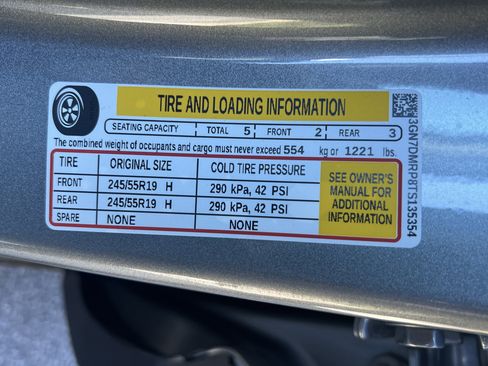 TIRE AND LOADING INFORMATION
SEATING CAPACITY TOTAL 5 FRONT 2 REAR 3
The combined weight of occupants and cargo must never exceed 554 kg or 1221 lbs.
TIRE ORIGINAL SIZE COLD TIRE PRESSURE
FRONT 245/55R19 H 290 kPa, 42 PSI
REAR 245/55R19 H 290 kPa, 42 PSI
SPARE NONE NONE
SEE OWNER'S
MANUAL FOR
ADDITIONAL
INFORMATION
3GN7DMRP8TS135354